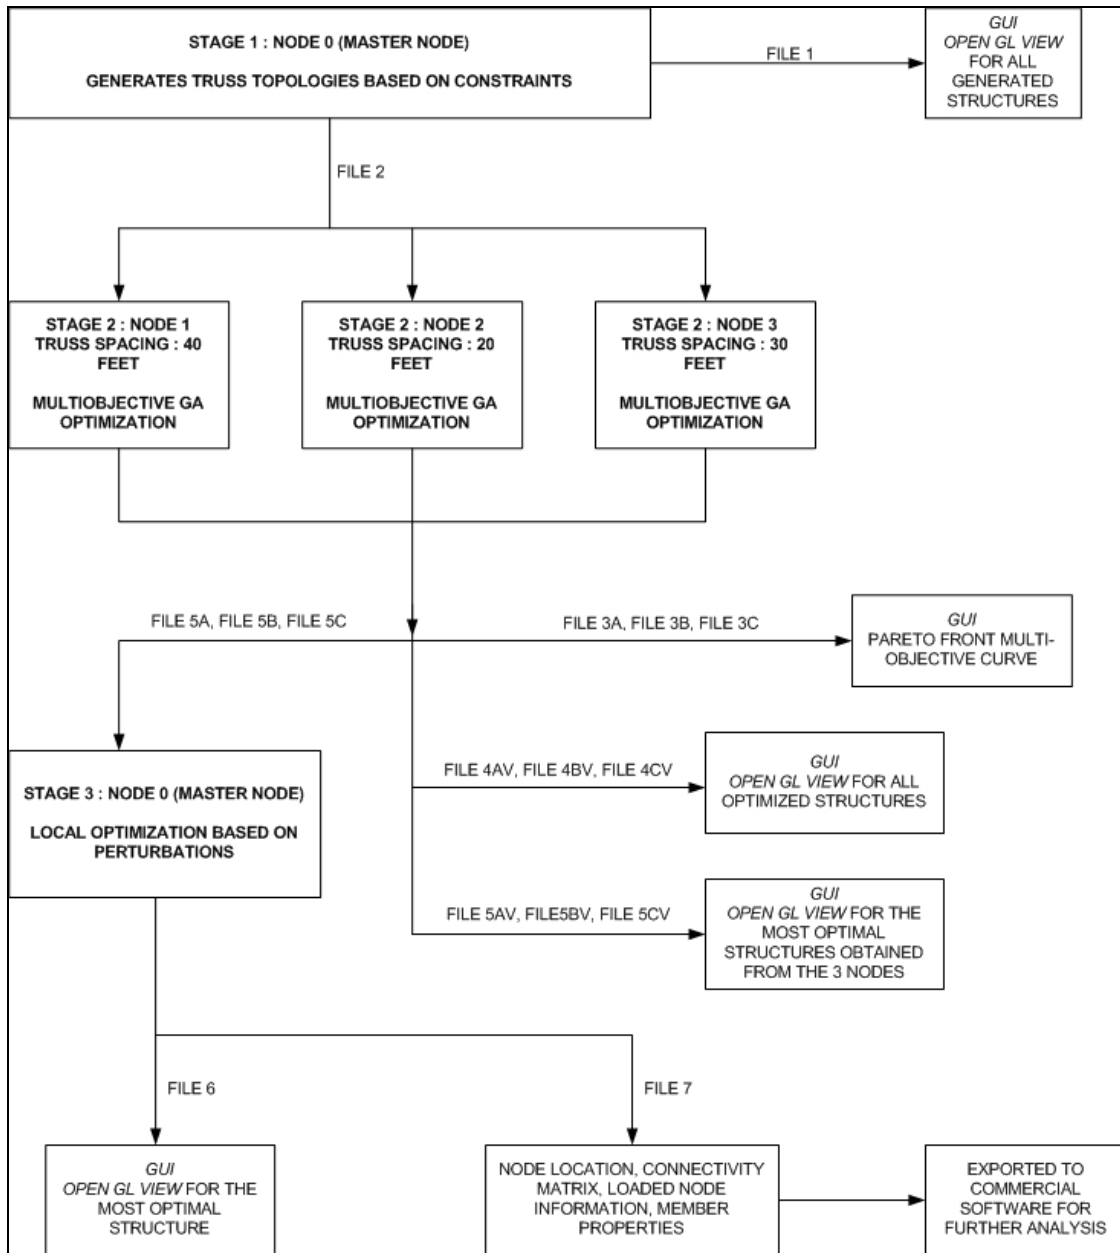 STAGE 1 : NODE 0 (MASTER NODE)
GENERATES TRUSS TOPOLOGIES BASED ON CONSTRAINTS
FILE 1
GUI
OPEN GL VIEW
FOR ALL
GENERATED
STRUCTURES
FILE 2
STAGE 2 : NODE 1
TRUSS SPACING : 40
FEET
MULTIOBJECTIVE GA
OPTIMIZATION
STAGE 2 : NODE 2
TRUSS SPACING : 20
FEET
MULTIOBJECTIVE GA
OPTIMIZATION
STAGE 2 : NODE 3
TRUSS SPACING : 30
FEET
MULTIOBJECTIVE GA
OPTIMIZATION
FILE 5A, FILE 5B, FILE 5C
FILE 3A, FILE 3B, FILE 3C
GUI
PARETO FRONT MULTI-
OBJECTIVE CURVE
STAGE 3 : NODE 0 (MASTER NODE)
LOCAL OPTIMIZATION BASED ON
PERTURBATIONS
FILE 4AV, FILE 4BV, FILE 4CV
GUI
OPEN GL VIEW FOR ALL
OPTIMIZED STRUCTURES
FILE 5AV, FILE5BV, FILE 5CV
GUI
OPEN GL VIEW FOR THE
MOST OPTIMAL
STRUCTURES OBTAINED
FROM THE 3 NODES
FILE 6
FILE 7
GUI
OPEN GL VIEW FOR THE
MOST OPTIMAL
STRUCTURE
NODE LOCATION, CONNECTIVITY
MATRIX, LOADED NODE
INFORMATION, MEMBER
PROPERTIES
EXPORTED TO
COMMERCIAL
SOFTWARE FOR
FURTHER ANALYSIS